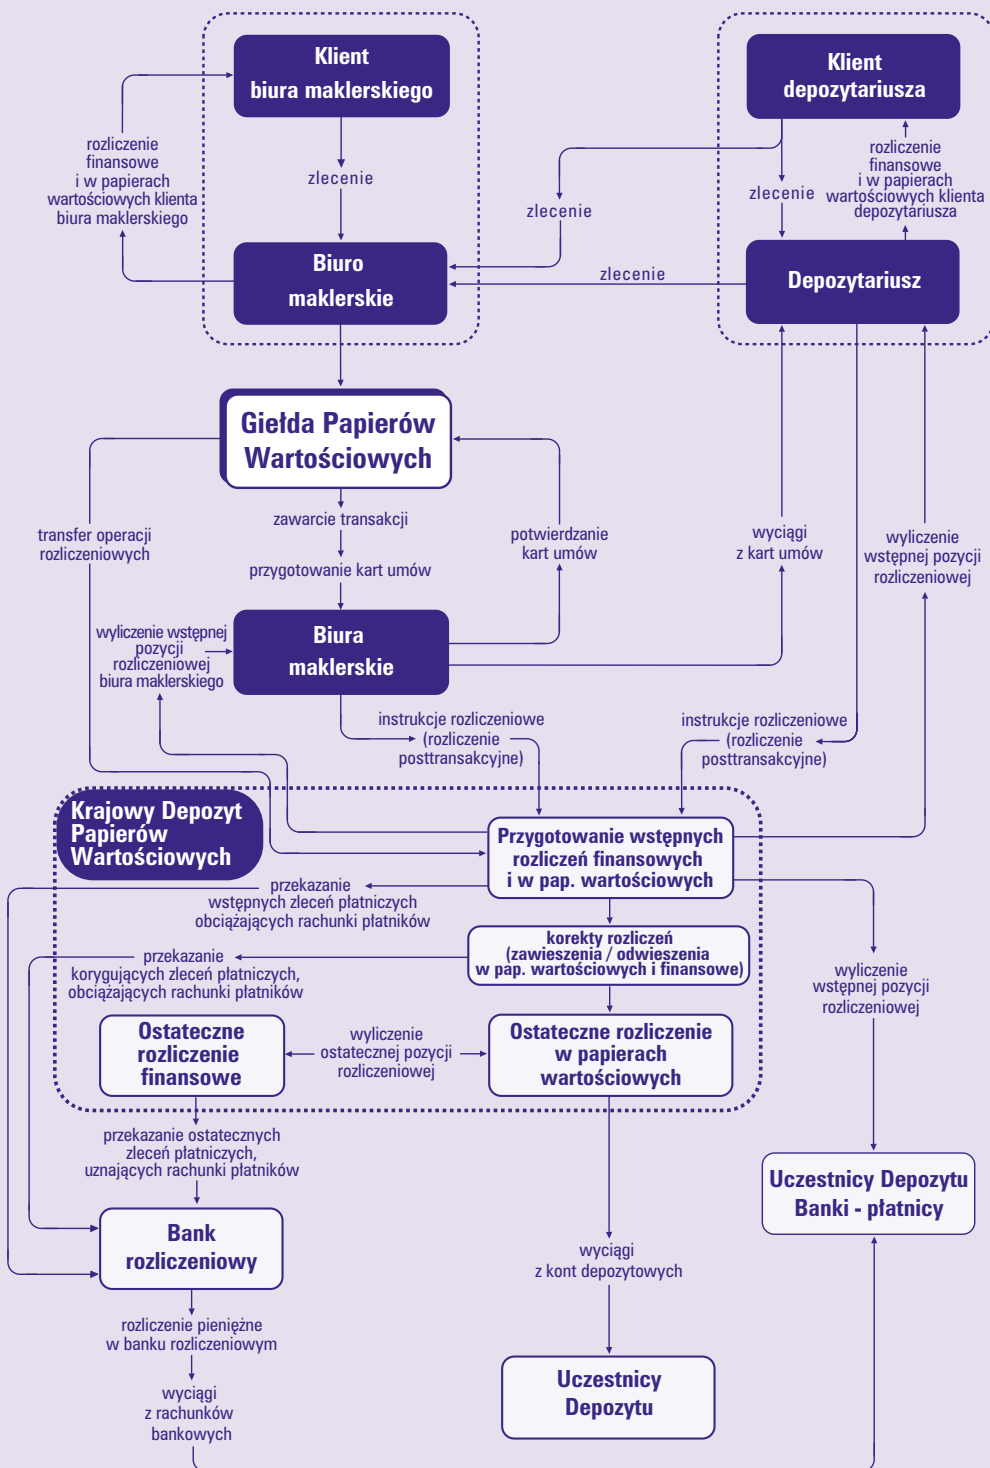 Klient
biura maklerskiego
Klient
depozytariusza
rozliczenie
finansowe
i w papierach
wartościowych klienta
biura maklerskiego
zlecenie
zlecenie
zlecenie
rozliczenie
finansowe
i w papierach
wartościowych klienta
depozytariusza
Biuro
maklerskie
zlecenie
Depozytariusz
Giełda Papierów
Wartościowych
transfer operacji
rozliczeniowych
zawarcie transakcji
przygotowanie kart umów
potwierdzanie
kart umów
wyciągi
z kart umów
wyliczenie
wstępnej pozycji
rozliczeniowej
wyliczenie wstępnej
pozycji
rozliczeniowej
biura maklerskiego
Biura
maklerskie
instrukcje rozliczeniowe
(rozliczenie
posttransakcyjne)
instrukcje rozliczeniowe
(rozliczenie
posttransakcyjne)
Krajowy Depozyt
Papierów
Wartościowych
Przygotowanie wstępnych
rozliczeń finansowych
i w pap. wartościowych
przekazanie
wstępnych zleceń płatniczych
obciążających rachunki płatników
korekty rozliczeń
(zawieszenia / odwieszenia
w pap. wartościowych i finansowe)
przekazanie
korygujących zleceń płatniczych,
obciążających rachunki płatników
wyliczenie
wstępnej pozycji
rozliczeniowej
Ostateczne
rozliczenie
finansowe
wyliczenie
ostatecznej pozycji
rozliczeniowej
Ostateczne rozliczenie
w papierach
wartościowych
przekazanie ostatecznych
zleceń płatniczych,
uznających rachunki płatników
Uczestnicy Depozytu
Banki - płatnicy
Bank
rozliczeniowy
wyciągi
z kont depozytowych
rozliczenie pieniężne
w banku rozliczeniowym
Uczestnicy
Depozytu
wyciągi
z rachunków
bankowych